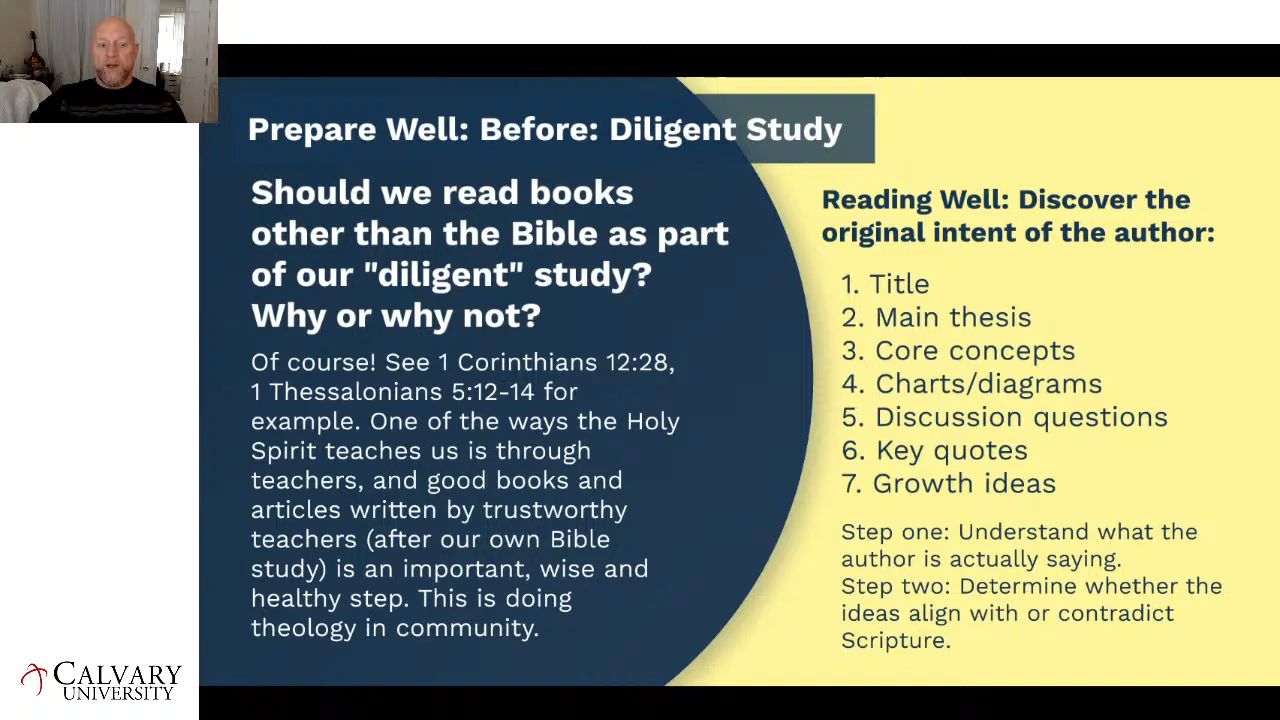 Prepare Well: Before: Diligent Study
Should we read books
other than the Bible as part
of our "diligent" study?
Why or why not?
Of course! See 1 Corinthians 12:28,
1 Thessalonians 5:12-14 for
example. One of the ways the Holy
Spirit teaches us is through
teachers, and good books and
articles written by trustworthy
teachers (after our own Bible
study) is an important, wise and
healthy step. This is doing
theology in community.
Reading Well: Discover the
original intent of the author:
1. Title
2. Main thesis
3. Core concepts
4. Charts/diagrams
5. Discussion questions
6. Key quotes
7. Growth ideas
Step one: Understand what the
author is actually saying.
Step two: Determine whether the
ideas align with or contradict
Scripture.
CALVARY
UNIVERSITY